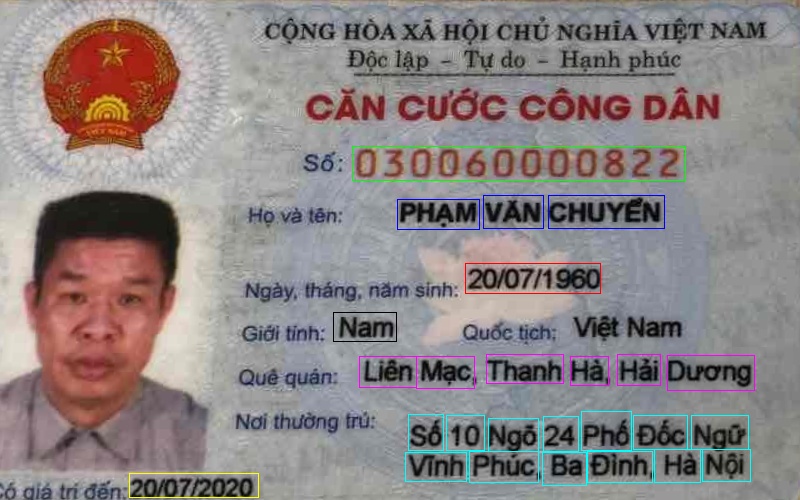 CỘNG HÒA XÃ HỘI CHỦ NGHĨA VIỆT NAM
Độc lập - Tự do - Hạnh phúc
CĂN CƯỚC CÔNG DÂN
VIỆT NAM
Số: 030060000822
Họ và tên: PHẠM VĂN CHUYỂN
Ngày, tháng, năm sinh: 20/07/1960
Giới tính: Nam Quốc tịch: Việt Nam
Quê quán: Liên Mạc, Thanh Hà, Hải Dương
Nơi thường trú: Số 10 Ngõ 24 Phố Đốc Ngữ
Vĩnh Phúc, Ba Đình, Hà Nội
Có giá trị đến: 20/07/2020